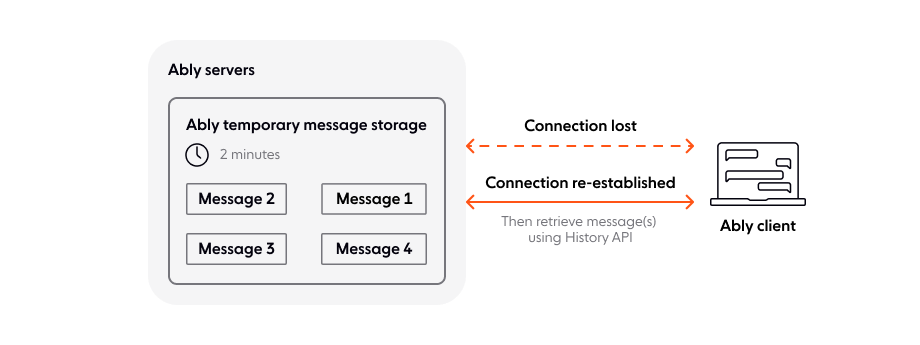 Ably servers
Ably temporary message storage
2 minutes
Message 2
Message 1
Message 3
Message 4
Connection lost
Connection re-established
Then retrieve message(s)
using History API
Ably client